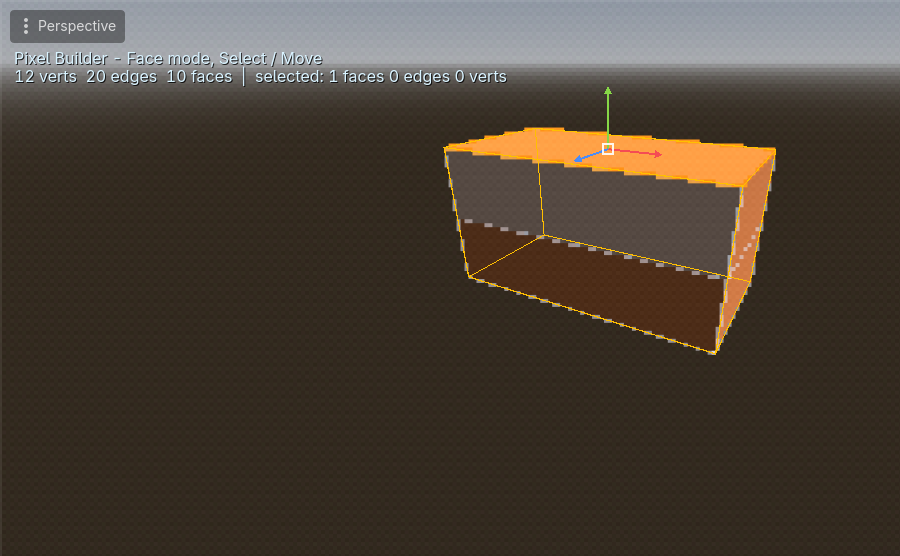 Perspective
Pixel Builder - Face mode, Select / Move
12 verts  20 edges  10 faces  |  selected: 1 faces 0 edges 0 verts